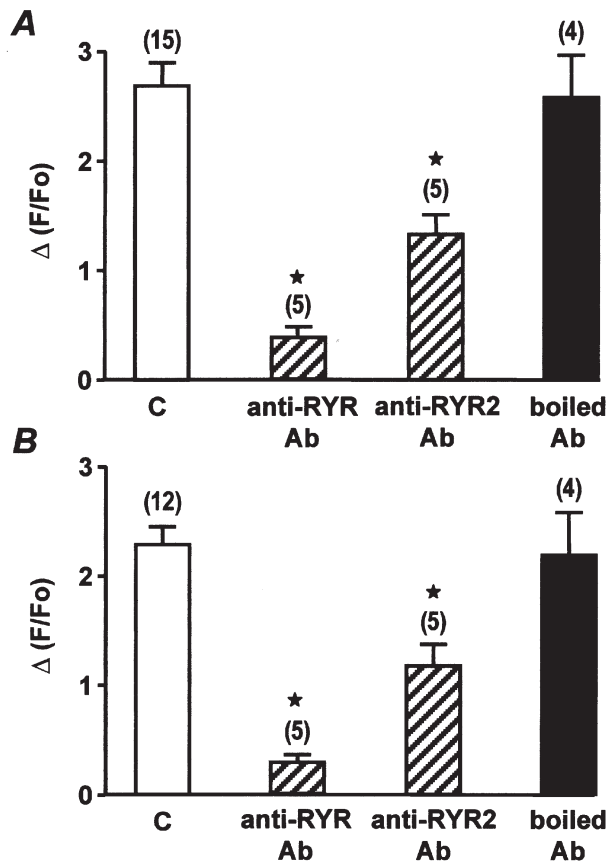 A
(15)
(4)
3
★
(5)
2
Δ (F/Fo)
★
(5)
1
0
C
anti-RYR
Ab
anti-RYR2
Ab
boiled
Ab
B
3
(12)
(4)
★
(5)
2
Δ (F/Fo)
★
(5)
1
0
C
anti-RYR
Ab
anti-RYR2
Ab
boiled
Ab